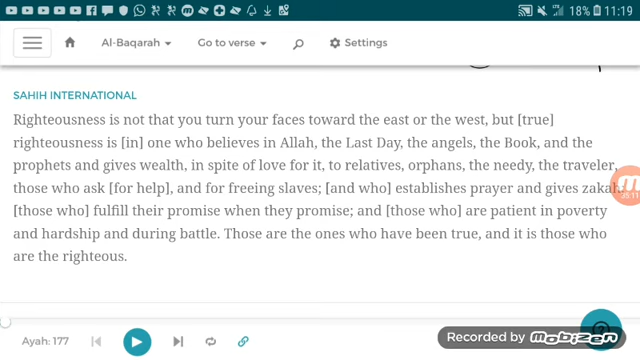 18% 11:19
Al-Baqarah Go to verse Settings
SAHIH INTERNATIONAL
Righteousness is not that you turn your faces toward the east or the west, but [true]
righteousness is [in] one who believes in Allah, the Last Day, the angels, the Book, and the
prophets and gives wealth, in spite of love for it, to relatives, orphans, the needy, the traveler,
those who ask [for help], and for freeing slaves; [and who] establishes prayer and gives zakah;
[those who] fulfill their promise when they promise; and [those who] are patient in poverty
and hardship and during battle. Those are the ones who have been true, and it is those who
are the righteous.
Ayah: 177
Recorded by mobizen